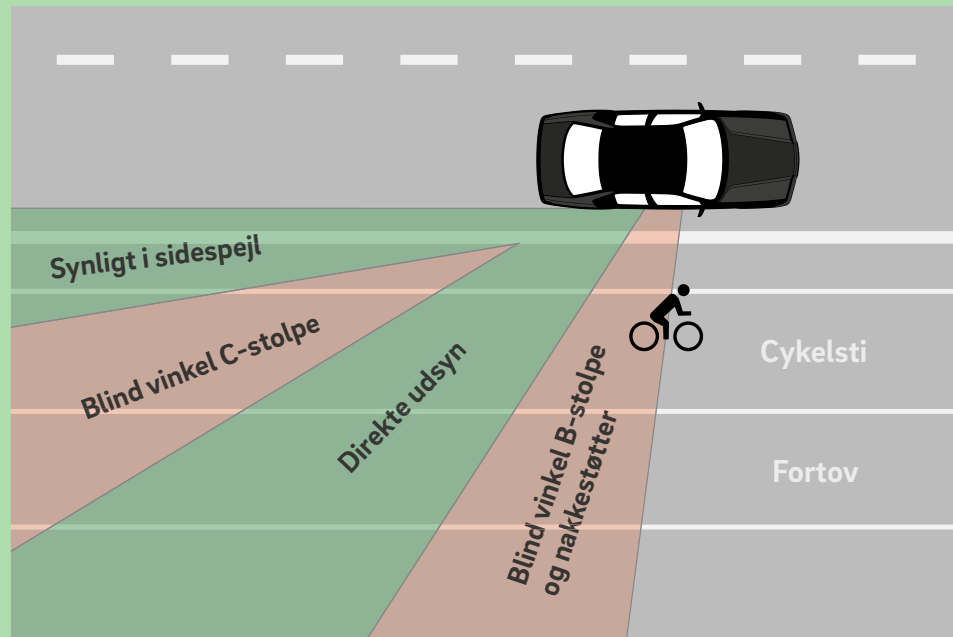 Synligt i sidespejl
Blind vinkel C-stolpe
Direkte udsyn
Blind vinkel B-stolpe
og nakkestøtter
Cykelsti
Fortov